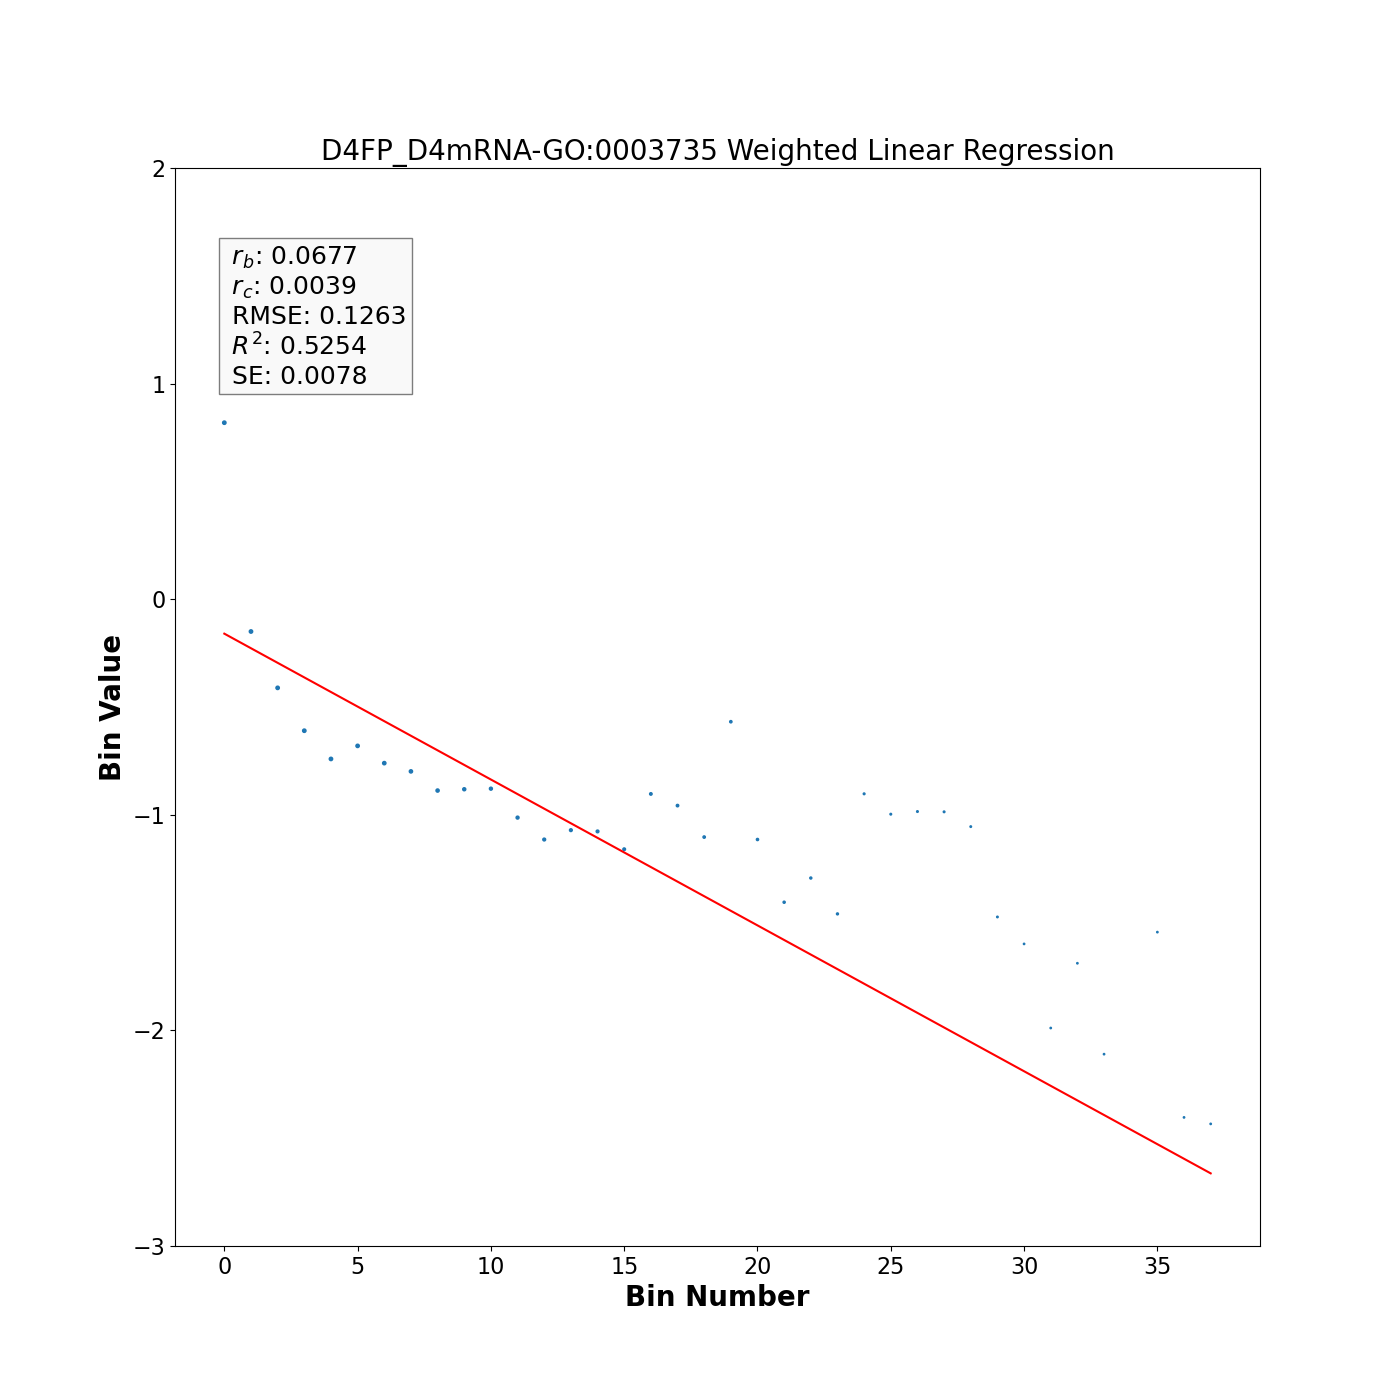 D4FP_D4mRNA-GO:0003735 Weighted Linear Regression
2
r_b: 0.0677
r_c: 0.0039
RMSE: 0.1263
R²: 0.5254
SE: 0.0078
1
0
−1
−2
−3
Bin Value
0 5 10 15 20 25 30 35
Bin Number